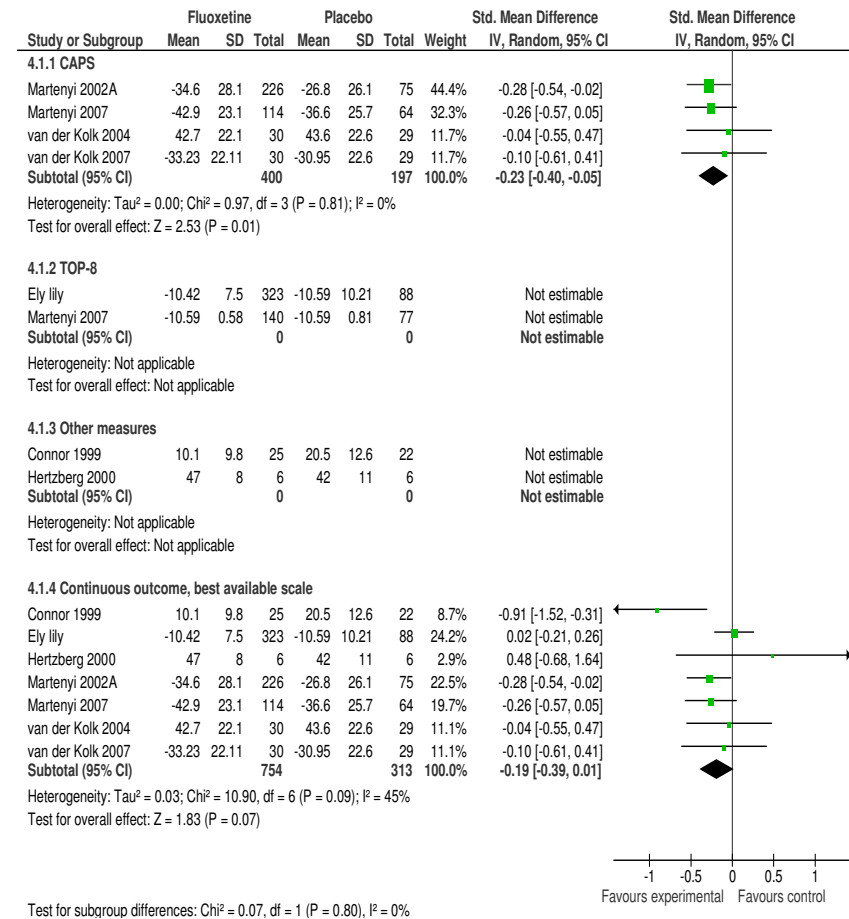 Fluoxetine Placebo Std. Mean Difference Std. Mean Difference
Study or Subgroup Mean SD Total Mean SD Total Weight IV, Random, 95% CI IV, Random, 95% CI
4.1.1 CAPS
Martenyi 2002A -34.6 28.1 226 -26.8 26.1 75 44.4% -0.28 [-0.54, -0.02]
Martenyi 2007 -42.9 23.1 114 -36.6 25.7 64 32.3% -0.26 [-0.57, 0.05]
van der Kolk 2004 42.7 22.1 30 43.6 22.6 29 11.7% -0.04 [-0.55, 0.47]
van der Kolk 2007 -33.23 22.11 30 -30.95 22.6 29 11.7% -0.10 [-0.61, 0.41]
Subtotal (95% CI) 400 197 100.0% -0.23 [-0.40, -0.05]
Heterogeneity: Tau² = 0.00; Chi² = 0.97, df = 3 (P = 0.81); I² = 0%
Test for overall effect: Z = 2.53 (P = 0.01)
4.1.2 TOP-8
Ely lily -10.42 7.5 323 -10.59 10.21 88 Not estimable
Martenyi 2007 -10.59 0.58 140 -10.59 0.81 77 Not estimable
Subtotal (95% CI) 0 0 Not estimable
Heterogeneity: Not applicable
Test for overall effect: Not applicable
4.1.3 Other measures
Connor 1999 10.1 9.8 25 20.5 12.6 22 Not estimable
Hertzberg 2000 47 8 6 42 11 6 Not estimable
Subtotal (95% CI) 0 0 Not estimable
Heterogeneity: Not applicable
Test for overall effect: Not applicable
4.1.4 Continuous outcome, best available scale
Connor 1999 10.1 9.8 25 20.5 12.6 22 8.7% -0.91 [-1.52, -0.31]
Ely lily -10.42 7.5 323 -10.59 10.21 88 24.2% 0.02 [-0.21, 0.26]
Hertzberg 2000 47 8 6 42 11 6 2.9% 0.48 [-0.68, 1.64]
Martenyi 2002A -34.6 28.1 226 -26.8 26.1 75 22.5% -0.28 [-0.54, -0.02]
Martenyi 2007 -42.9 23.1 114 -36.6 25.7 64 19.7% -0.26 [-0.57, 0.05]
van der Kolk 2004 42.7 22.1 30 43.6 22.6 29 11.1% -0.04 [-0.55, 0.47]
van der Kolk 2007 -33.23 22.11 30 -30.95 22.6 29 11.1% -0.10 [-0.61, 0.41]
Subtotal (95% CI) 754 313 100.0% -0.19 [-0.39, 0.01]
Heterogeneity: Tau² = 0.03; Chi² = 10.90, df = 6 (P = 0.09); I² = 45%
Test for overall effect: Z = 1.83 (P = 0.07)
-1 -0.5 0 0.5 1
Favours experimental Favours control
Test for subgroup differences: Chi² = 0.07, df = 1 (P = 0.80), I² = 0%